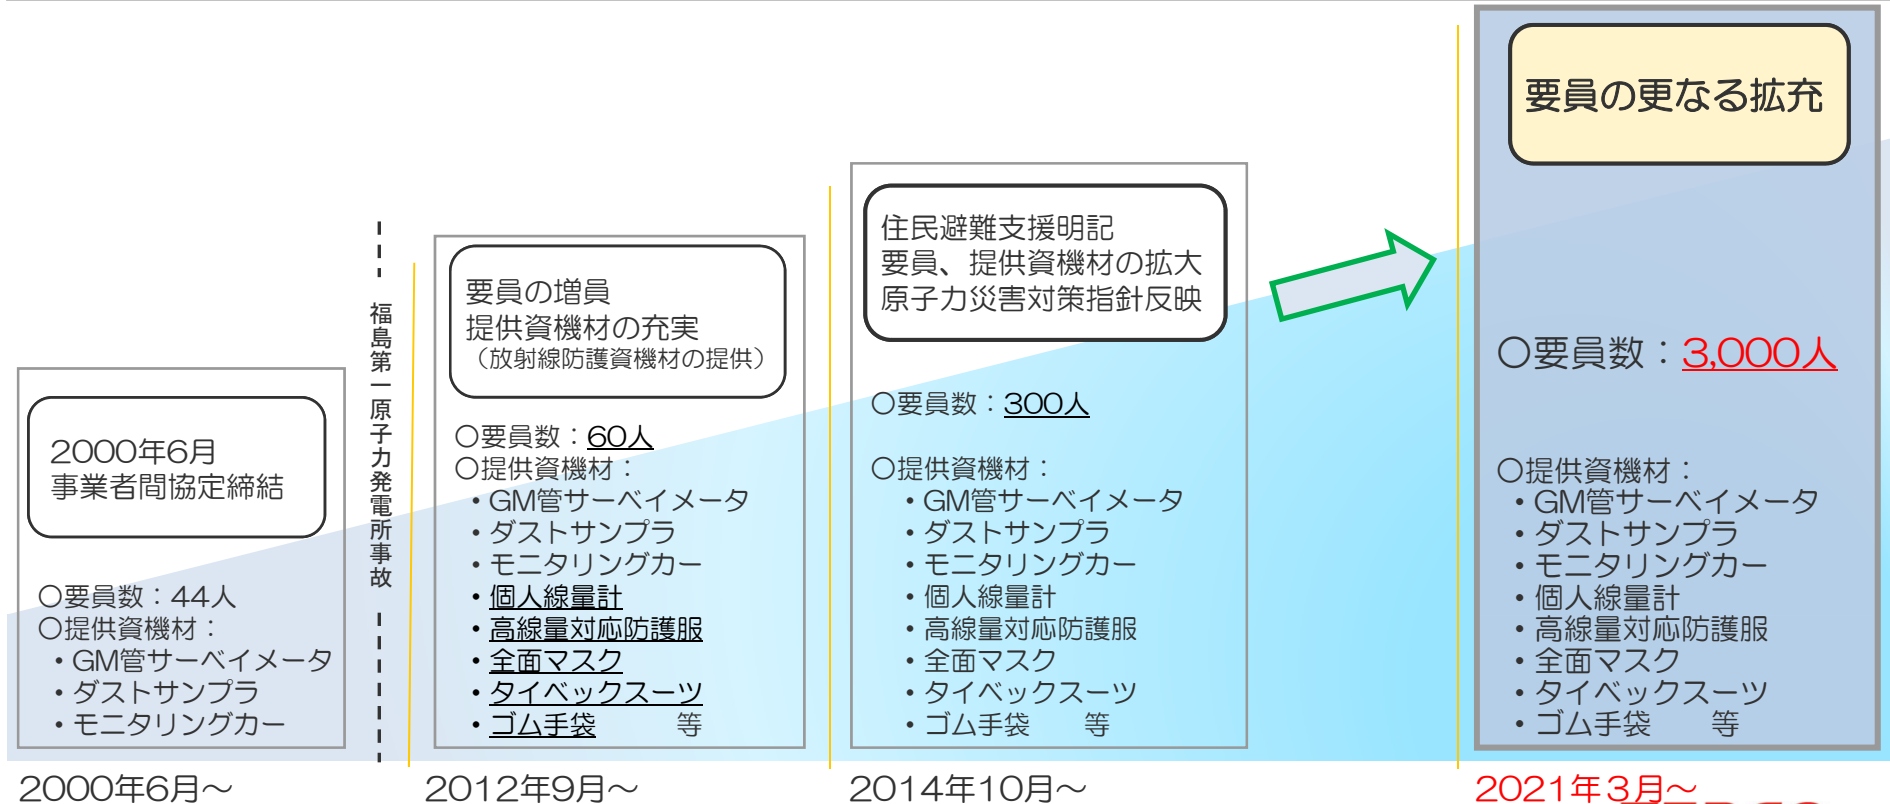 2000年6月
事業者間協定締結
〇要員数：44人
〇提供資機材：
・GM管サーベイメータ
・ダストサンプラ
・モニタリングカー
2000年6月～
福島第一原子力発電所事故
要員の増員
提供資機材の充実
（放射線防護資機材の提供）
〇要員数：60人
〇提供資機材：
・GM管サーベイメータ
・ダストサンプラ
・モニタリングカー
・個人線量計
・高線量対応防護服
・全面マスク
・タイベックスーツ
・ゴム手袋　　等
2012年9月～
住民避難支援明記
要員、提供資機材の拡大
原子力災害対策指針反映
〇要員数：300人
〇提供資機材：
・GM管サーベイメータ
・ダストサンプラ
・モニタリングカー
・個人線量計
・高線量対応防護服
・全面マスク
・タイベックスーツ
・ゴム手袋　　等
2014年10月～
要員の更なる拡充
〇要員数：3,000人
〇提供資機材：
・GM管サーベイメータ
・ダストサンプラ
・モニタリングカー
・個人線量計
・高線量対応防護服
・全面マスク
・タイベックスーツ
・ゴム手袋　　等
2021年３月～